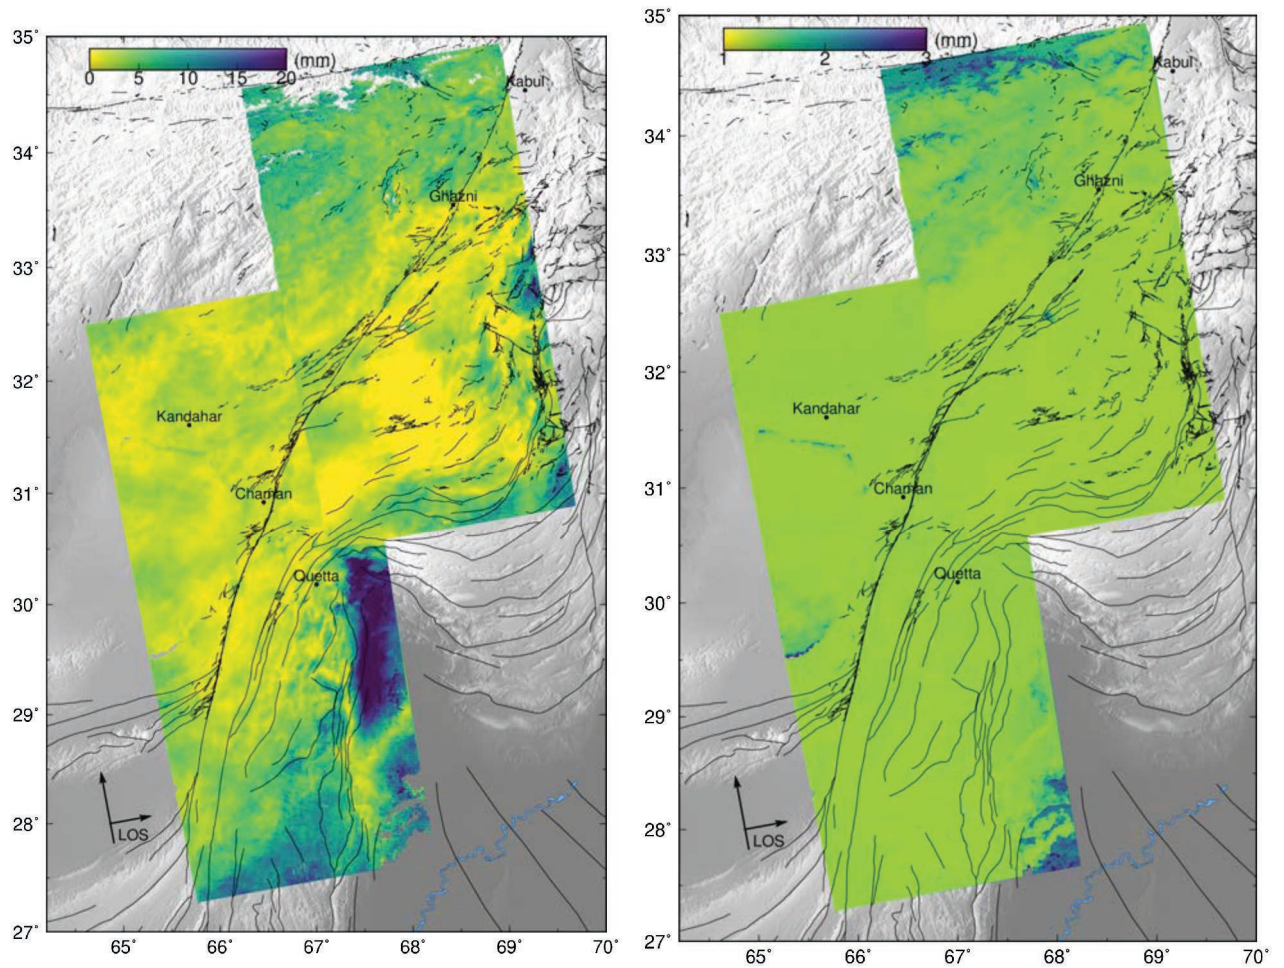 35°
0 5 10 15 20 (mm)
Kabul
34°
Ghazni
33°
32°
Kandahar
31°
Chaman
Quetta
30°
29°
LOS
28°
27°
65° 66° 67° 68° 69° 70°
35°
1 2 3 (mm)
Kabul
34°
Ghazni
33°
32°
Kandahar
31°
Chaman
Quetta
30°
29°
LOS
28°
27°
65° 66° 67° 68° 69° 70°